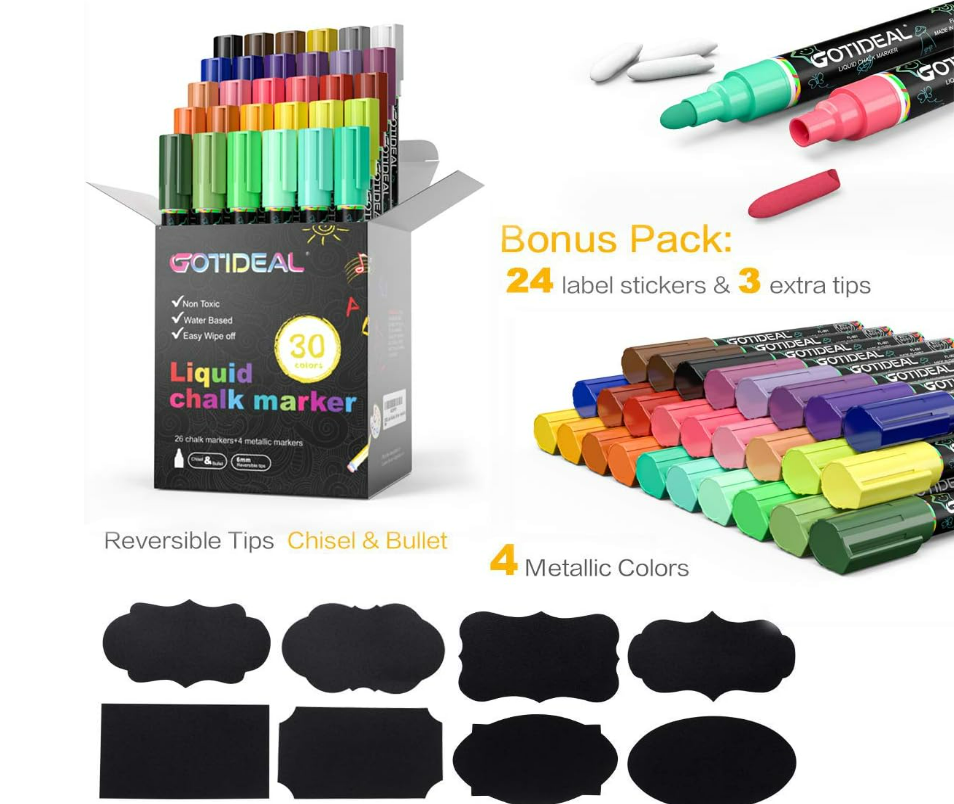 GOTIDEAL
Non Toxic
Water Based
Easy Wipe off
30
colors
Liquid
chalk marker
26 chalk markers+4 metallic markers
Chisel & Bullet
6mm
Reversible tips
Reversible Tips Chisel & Bullet
GOTIDEAL
LIQUID CHALK MARKER
Bonus Pack:
24 label stickers & 3 extra tips
GOTIDEAL
GOTIDEAL
GOTIDEAL
4 Metallic Colors